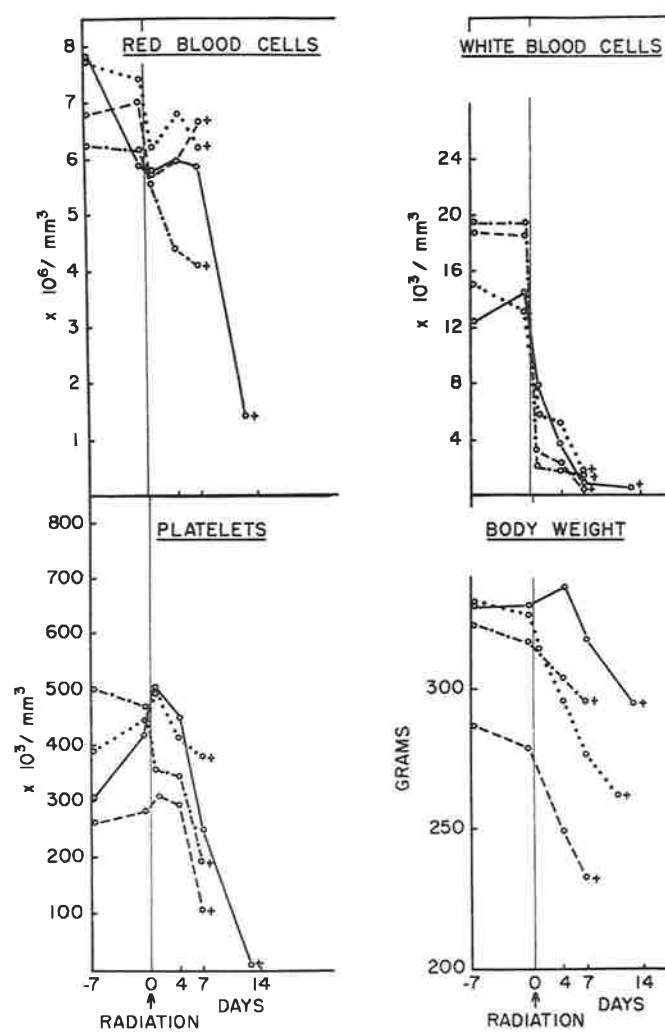 RED BLOOD CELLS
8
7
6
5
4
3
2
1
× 10⁶/ mm³
+
+
+
+
WHITE BLOOD CELLS
24
20
16
12
8
4
× 10³/ mm³
+
+
+
+
PLATELETS
800
700
600
500
400
300
200
100
× 10³/ mm³
+
+
+
+
-7 0 4 7 14
DAYS
RADIATION
BODY WEIGHT
300
250
200
GRAMS
+
+
+
+
-7 0 4 7 14
DAYS
RADIATION